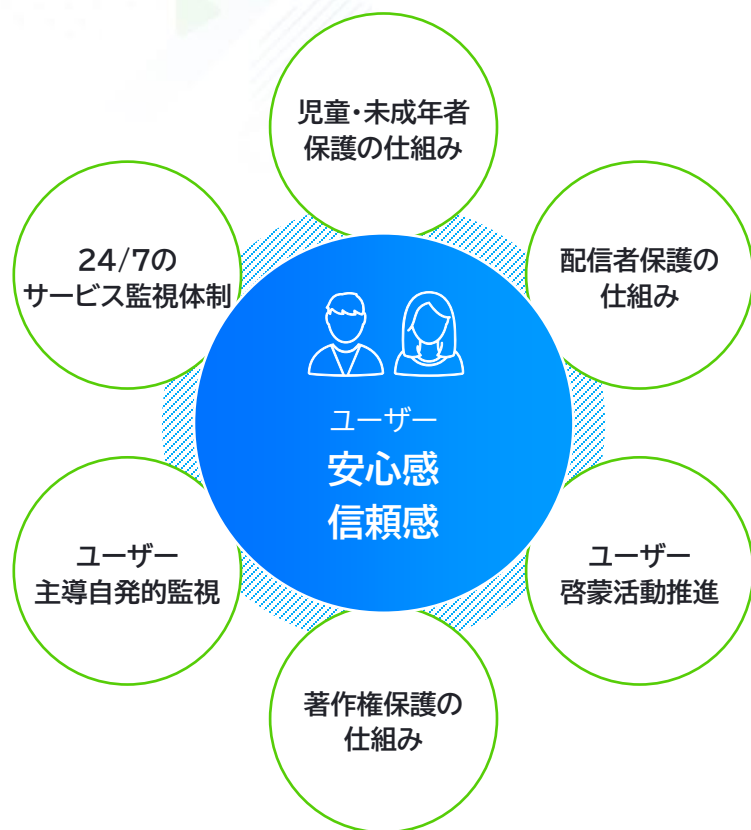 児童・未成年者
保護の仕組み
配信者保護の
仕組み
ユーザー
啓蒙活動推進
著作権保護の
仕組み
ユーザー
主導自発的監視
24/7の
サービス監視体制
ユーザー
安心感
信頼感